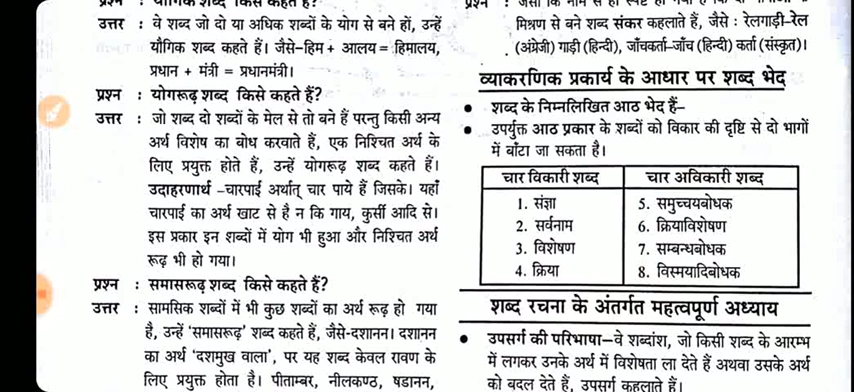 उत्तर : वे शब्द जो दो या अधिक शब्दों के योग से बने हों, उन्हें
यौगिक शब्द कहते हैं। जैसे–हिम + आलय = हिमालय,
प्रधान + मंत्री = प्रधानमंत्री।
प्रश्न : योगरूढ़ शब्द किसे कहते हैं?
उत्तर : जो शब्द दो शब्दों के मेल से तो बने हैं परन्तु किसी अन्य
अर्थ विशेष का बोध करवाते हैं, एक निश्चित अर्थ के
लिए प्रयुक्त होते हैं, उन्हें योगरूढ़ शब्द कहते हैं।
उदाहरणार्थ –चारपाई अर्थात् चार पाये हैं जिसके। यहाँ
चारपाई का अर्थ खाट से है न कि गाय, कुर्सी आदि से।
इस प्रकार इन शब्दों में योग भी हुआ और निश्चित अर्थ
रूढ़ भी हो गया।
प्रश्न : समासरूढ़ शब्द किसे कहते हैं?
उत्तर : सामसिक शब्दों में भी कुछ शब्दों का अर्थ रूढ़ हो गया
है, उन्हें 'समासरूढ़' शब्द कहते हैं, जैसे-दशानन। दशानन
का अर्थ 'दशमुख वाला', पर यह शब्द केवल रावण के
लिए प्रयुक्त होता है। पीताम्बर, नीलकण्ठ, षडानन,
मिश्रण से बने शब्द संकर कहलाते हैं, जैसे : रेलगाड़ी-रेल
(अंग्रेजी) गाड़ी (हिन्दी), जाँचकर्ता-जाँच (हिन्दी) कर्ता (संस्कृत)।
व्याकरणिक प्रकार्य के आधार पर शब्द भेद
● शब्द के निम्नलिखित आठ भेद हैं–
● उपर्युक्त आठ प्रकार के शब्दों को विकार की दृष्टि से दो भागों
में बाँटा जा सकता है।
चार विकारी शब्द चार अविकारी शब्द
1. संज्ञा 5. समुच्चयबोधक
2. सर्वनाम 6. क्रियाविशेषण
3. विशेषण 7. सम्बन्धबोधक
4. क्रिया 8. विस्मयादिबोधक
शब्द रचना के अंतर्गत महत्वपूर्ण अध्याय
● उपसर्ग की परिभाषा–वे शब्दांश, जो किसी शब्द के आरम्भ
में लगकर उनके अर्थ में विशेषता ला देते हैं अथवा उसके अर्थ
को बदल देते हैं, उपसर्ग कहलाते हैं।